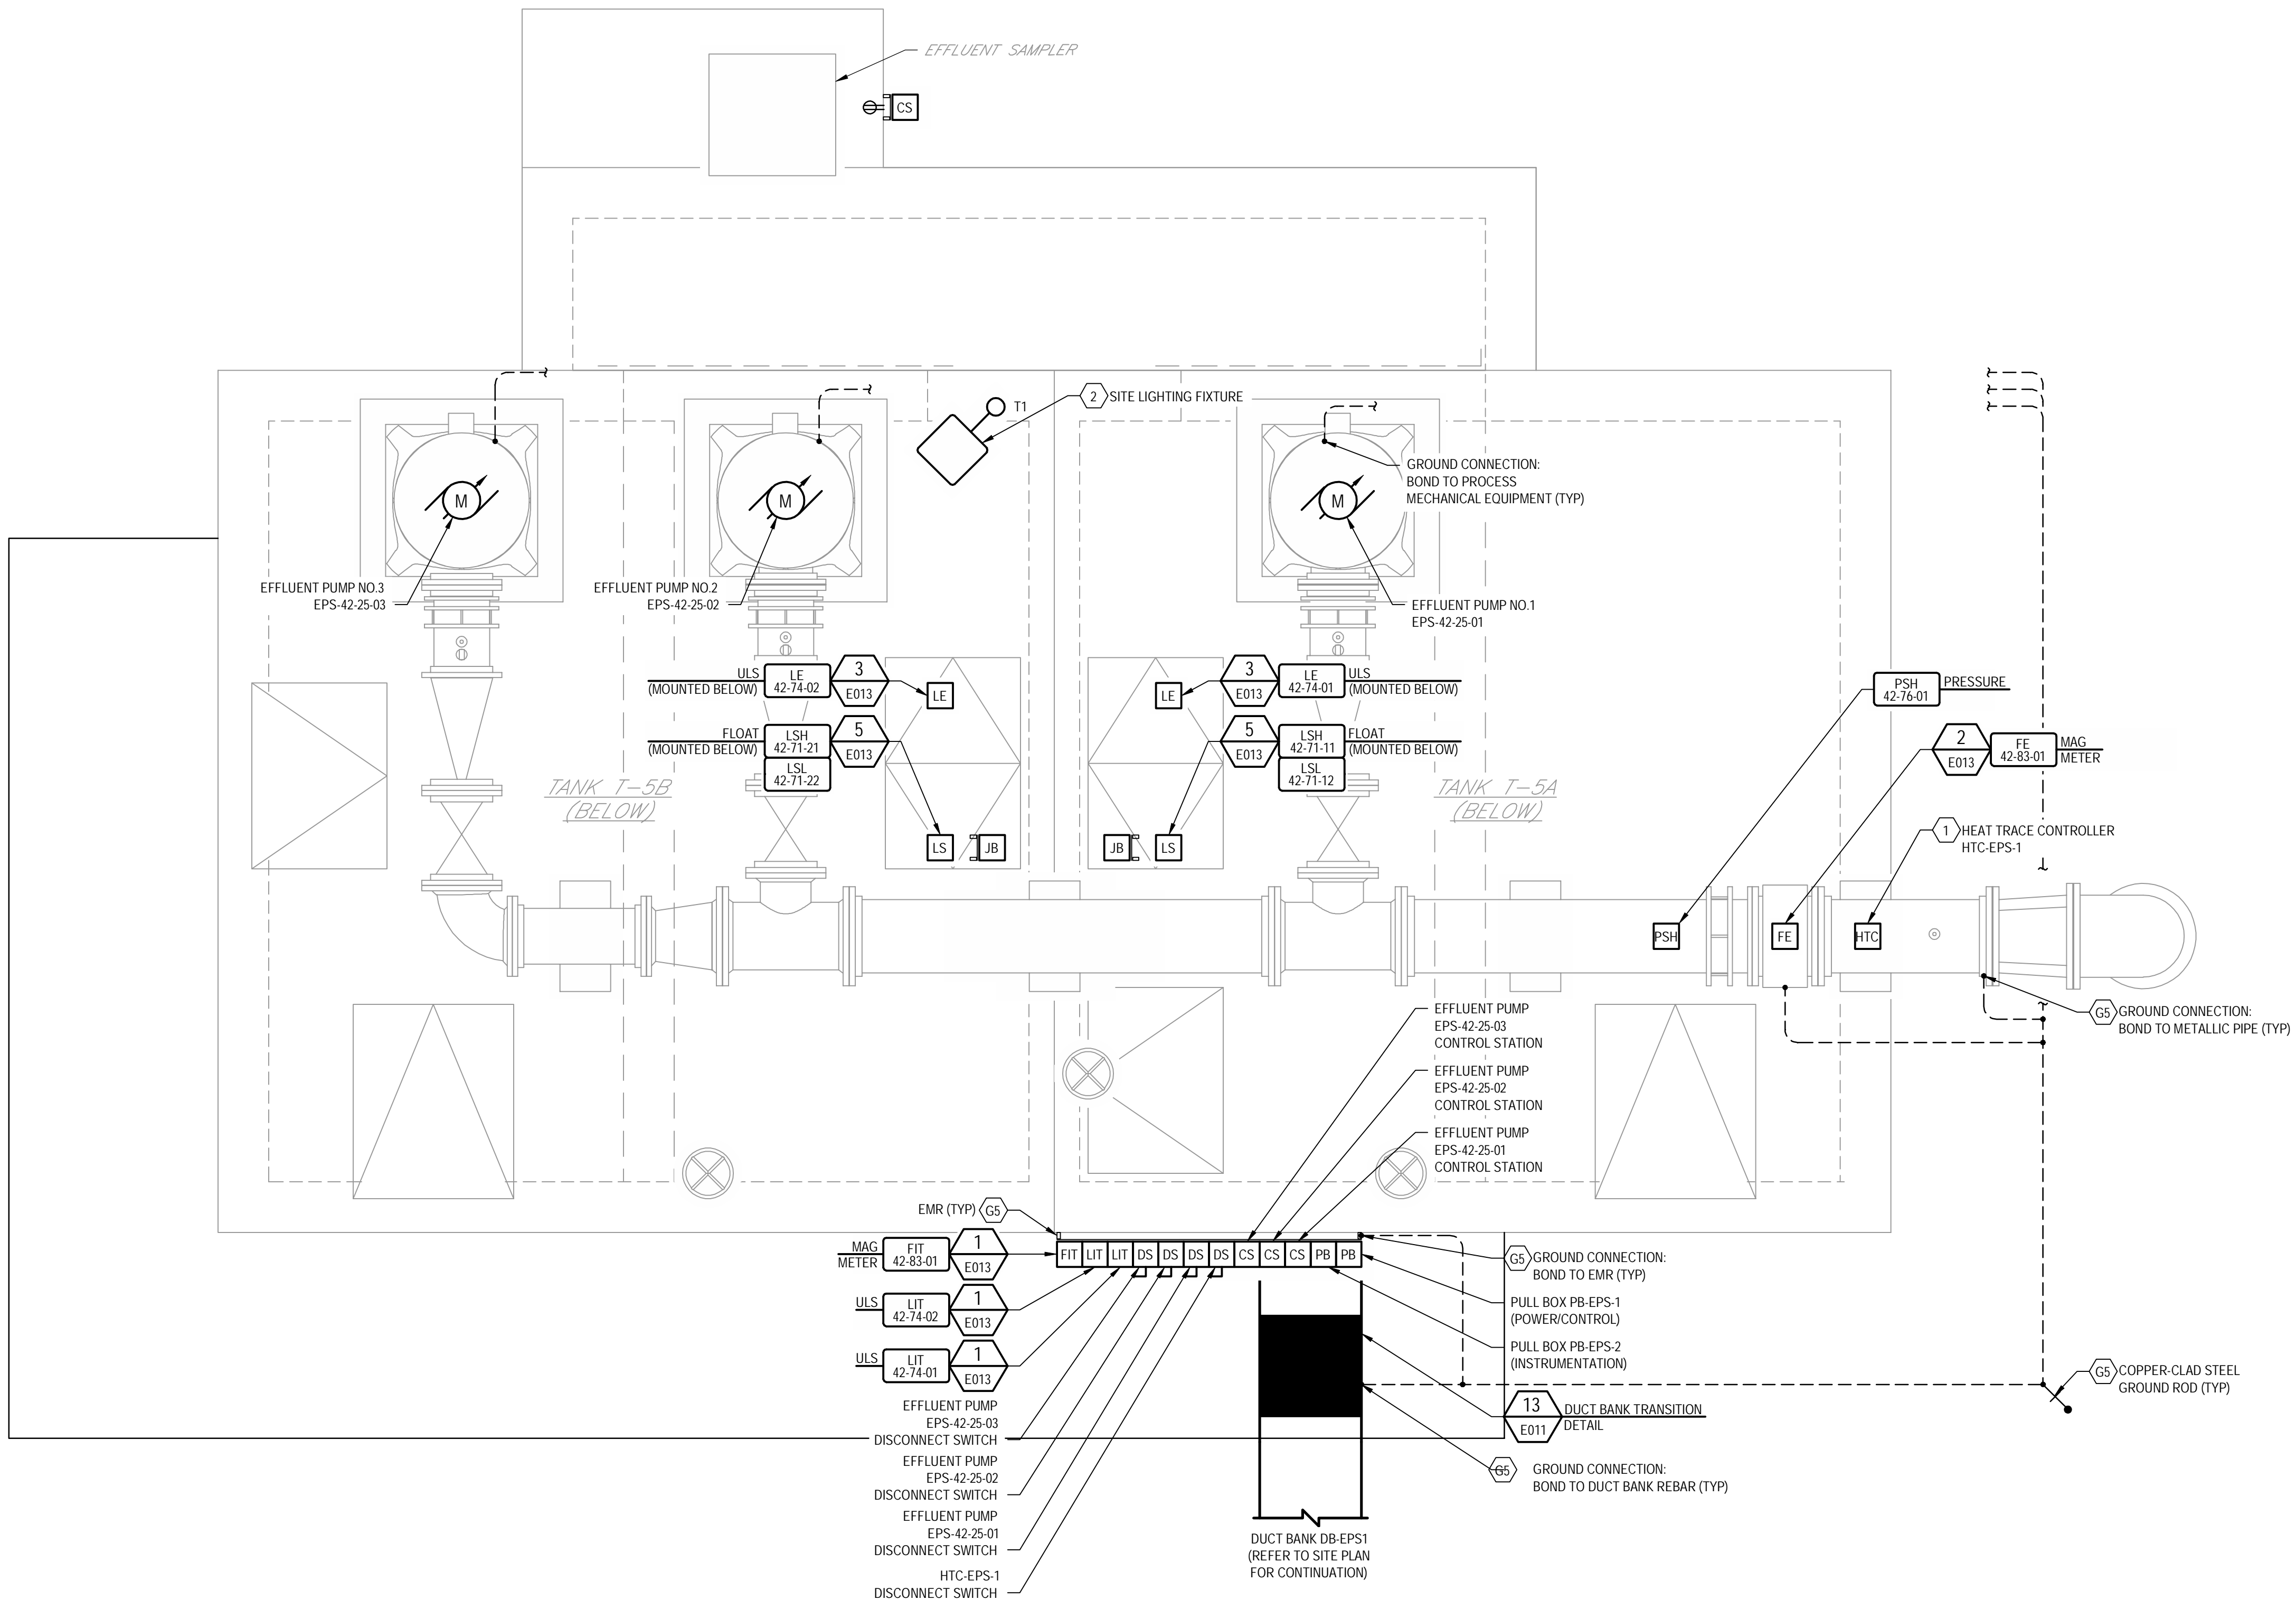 EFFLUENT SAMPLER
CS
2
SITE LIGHTING FIXTURE
T1
GROUND CONNECTION:
BOND TO PROCESS
MECHANICAL EQUIPMENT (TYP)
M
M
M
EFFLUENT PUMP NO.3
EPS-42-25-03
EFFLUENT PUMP NO.2
EPS-42-25-02
EFFLUENT PUMP NO.1
EPS-42-25-01
ULS
(MOUNTED BELOW)
LE
42-74-02
3
E013
LE
LE
3
E013
LE
42-74-01
ULS
(MOUNTED BELOW)
FLOAT
(MOUNTED BELOW)
LSH
42-71-21
LSL
42-71-22
5
E013
5
E013
LSH
42-71-11
LSL
42-71-12
FLOAT
(MOUNTED BELOW)
PSH
42-76-01
PRESSURE
2
E013
FE
42-83-01
MAG
METER
TANK T-5B
(BELOW)
TANK T-5A
(BELOW)
LS
JB
JB
LS
1
HEAT TRACE CONTROLLER
HTC-EPS-1
PSH
FE
HTC
G5
GROUND CONNECTION:
BOND TO METALLIC PIPE (TYP)
EFFLUENT PUMP
EPS-42-25-03
CONTROL STATION
EFFLUENT PUMP
EPS-42-25-02
CONTROL STATION
EFFLUENT PUMP
EPS-42-25-01
CONTROL STATION
EMR (TYP)
G5
MAG
METER
FIT
42-83-01
1
E013
FIT LIT LIT DS DS DS DS CS CS CS PB PB
G5
GROUND CONNECTION:
BOND TO EMR (TYP)
ULS
LIT
42-74-02
1
E013
PULL BOX PB-EPS-1
(POWER/CONTROL)
ULS
LIT
42-74-01
1
E013
PULL BOX PB-EPS-2
(INSTRUMENTATION)
G5
COPPER-CLAD STEEL
GROUND ROD (TYP)
13
E011
DUCT BANK TRANSITION
DETAIL
EFFLUENT PUMP
EPS-42-25-03
DISCONNECT SWITCH
EFFLUENT PUMP
EPS-42-25-02
DISCONNECT SWITCH
G5
GROUND CONNECTION:
BOND TO DUCT BANK REBAR (TYP)
EFFLUENT PUMP
EPS-42-25-01
DISCONNECT SWITCH
HTC-EPS-1
DISCONNECT SWITCH
DUCT BANK DB-EPS1
(REFER TO SITE PLAN
FOR CONTINUATION)